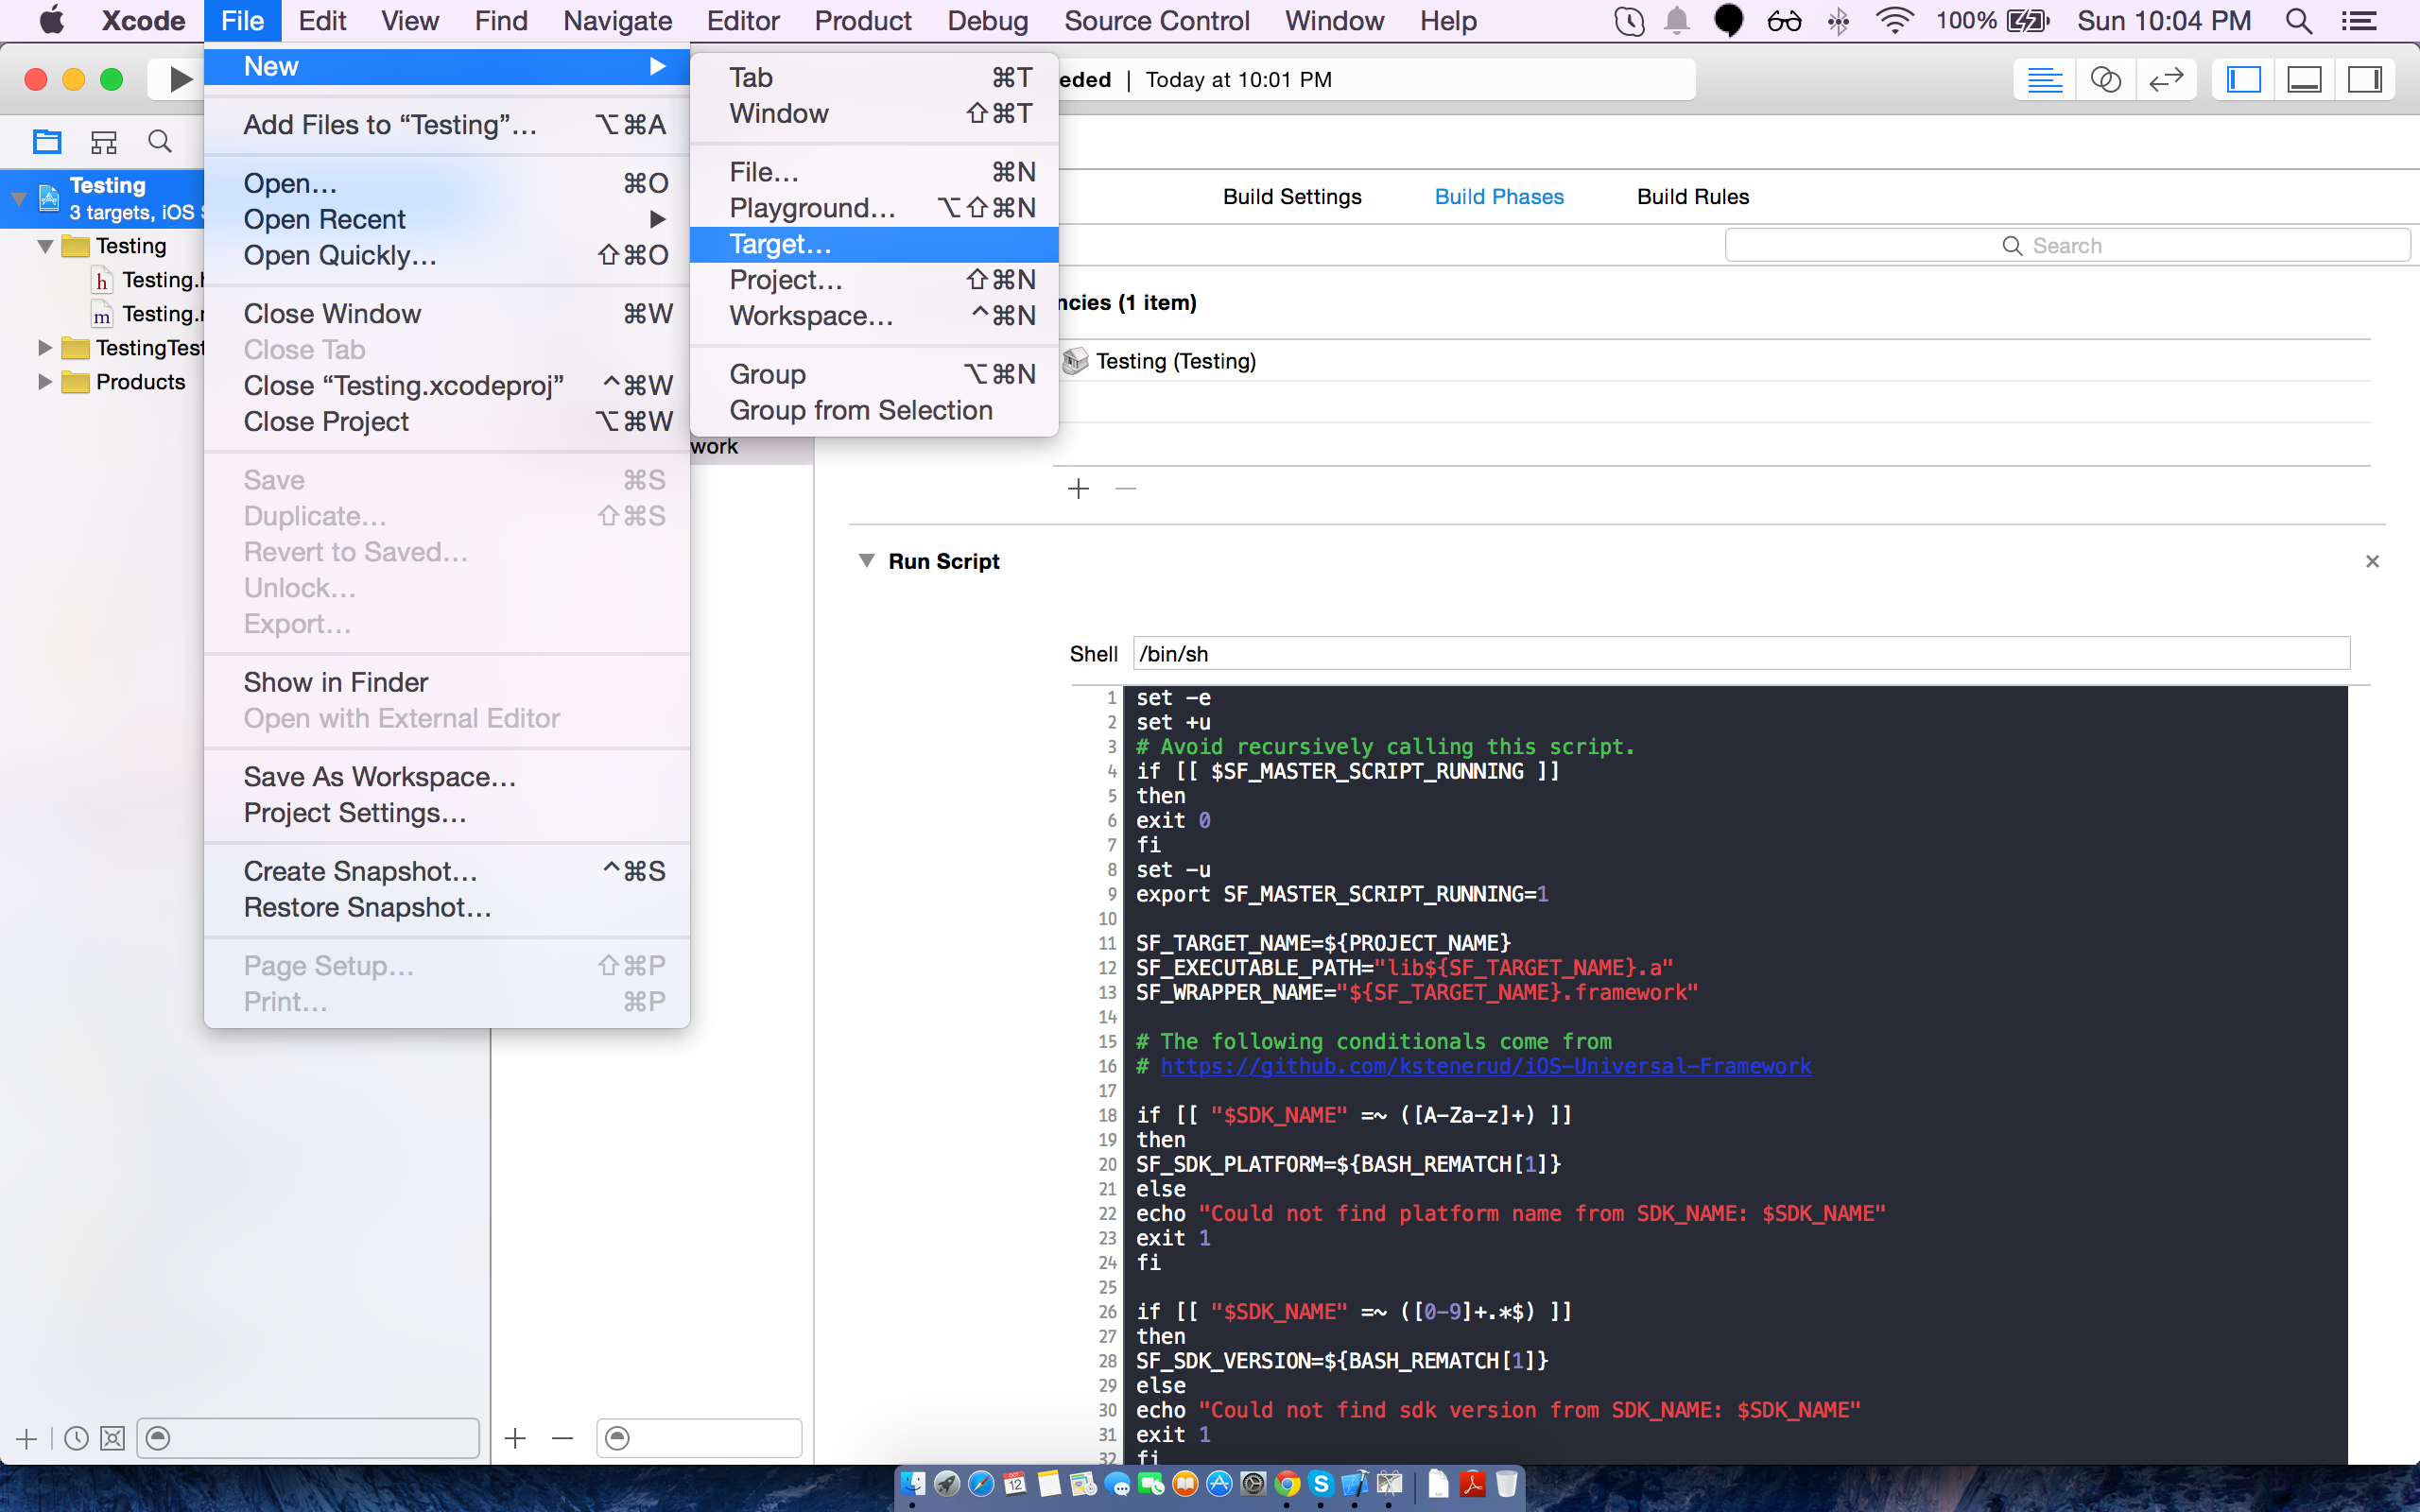 Xcode File Edit View Find Navigate Editor Product Debug Source Control Window Help 100% Sun 10:04 PM
New
Add Files to “Testing”… ⌥⌘A
Open… ⌘O
Open Recent
Open Quickly… ⇧⌘O
Close Window ⌘W
Close Tab
Close “Testing.xcodeproj” ^⌘W
Close Project ⌥⌘W
Save ⌘S
Duplicate… ⇧⌘S
Revert to Saved…
Unlock…
Export…
Show in Finder
Open with External Editor
Save As Workspace…
Project Settings…
Create Snapshot… ^⌘S
Restore Snapshot…
Page Setup… ⇧⌘P
Print… ⌘P
Tab ⌘T
Window ⇧⌘T
File… ⌘N
Playground… ⌥⇧⌘N
Target…
Project… ⇧⌘N
Workspace… ^⌘N
Group ⌥⌘N
Group from Selection
eded | Today at 10:01 PM
Testing
3 targets, iOS
Testing
h Testing.
m Testing.
TestingTest
Products
work
Build Settings Build Phases Build Rules
Search
ncies (1 item)
Testing (Testing)
Run Script
Shell /bin/sh
1 set -e
2 set +u
3 # Avoid recursively calling this script.
4 if [[ $SF_MASTER_SCRIPT_RUNNING ]]
5 then
6 exit 0
7 fi
8 set -u
9 export SF_MASTER_SCRIPT_RUNNING=1
10
11 SF_TARGET_NAME=${PROJECT_NAME}
12 SF_EXECUTABLE_PATH="lib${SF_TARGET_NAME}.a"
13 SF_WRAPPER_NAME="${SF_TARGET_NAME}.framework"
14
15 # The following conditionals come from
16 # https://github.com/kstenerud/iOS-Universal-Framework
17
18 if [[ "$SDK_NAME" =~ ([A-Za-z]+) ]]
19 then
20 SF_SDK_PLATFORM=${BASH_REMATCH[1]}
21 else
22 echo "Could not find platform name from SDK_NAME: $SDK_NAME"
23 exit 1
24 fi
25
26 if [[ "$SDK_NAME" =~ ([0-9]+.*$) ]]
27 then
28 SF_SDK_VERSION=${BASH_REMATCH[1]}
29 else
30 echo "Could not find sdk version from SDK_NAME: $SDK_NAME"
31 exit 1
32 fi
OCT
12